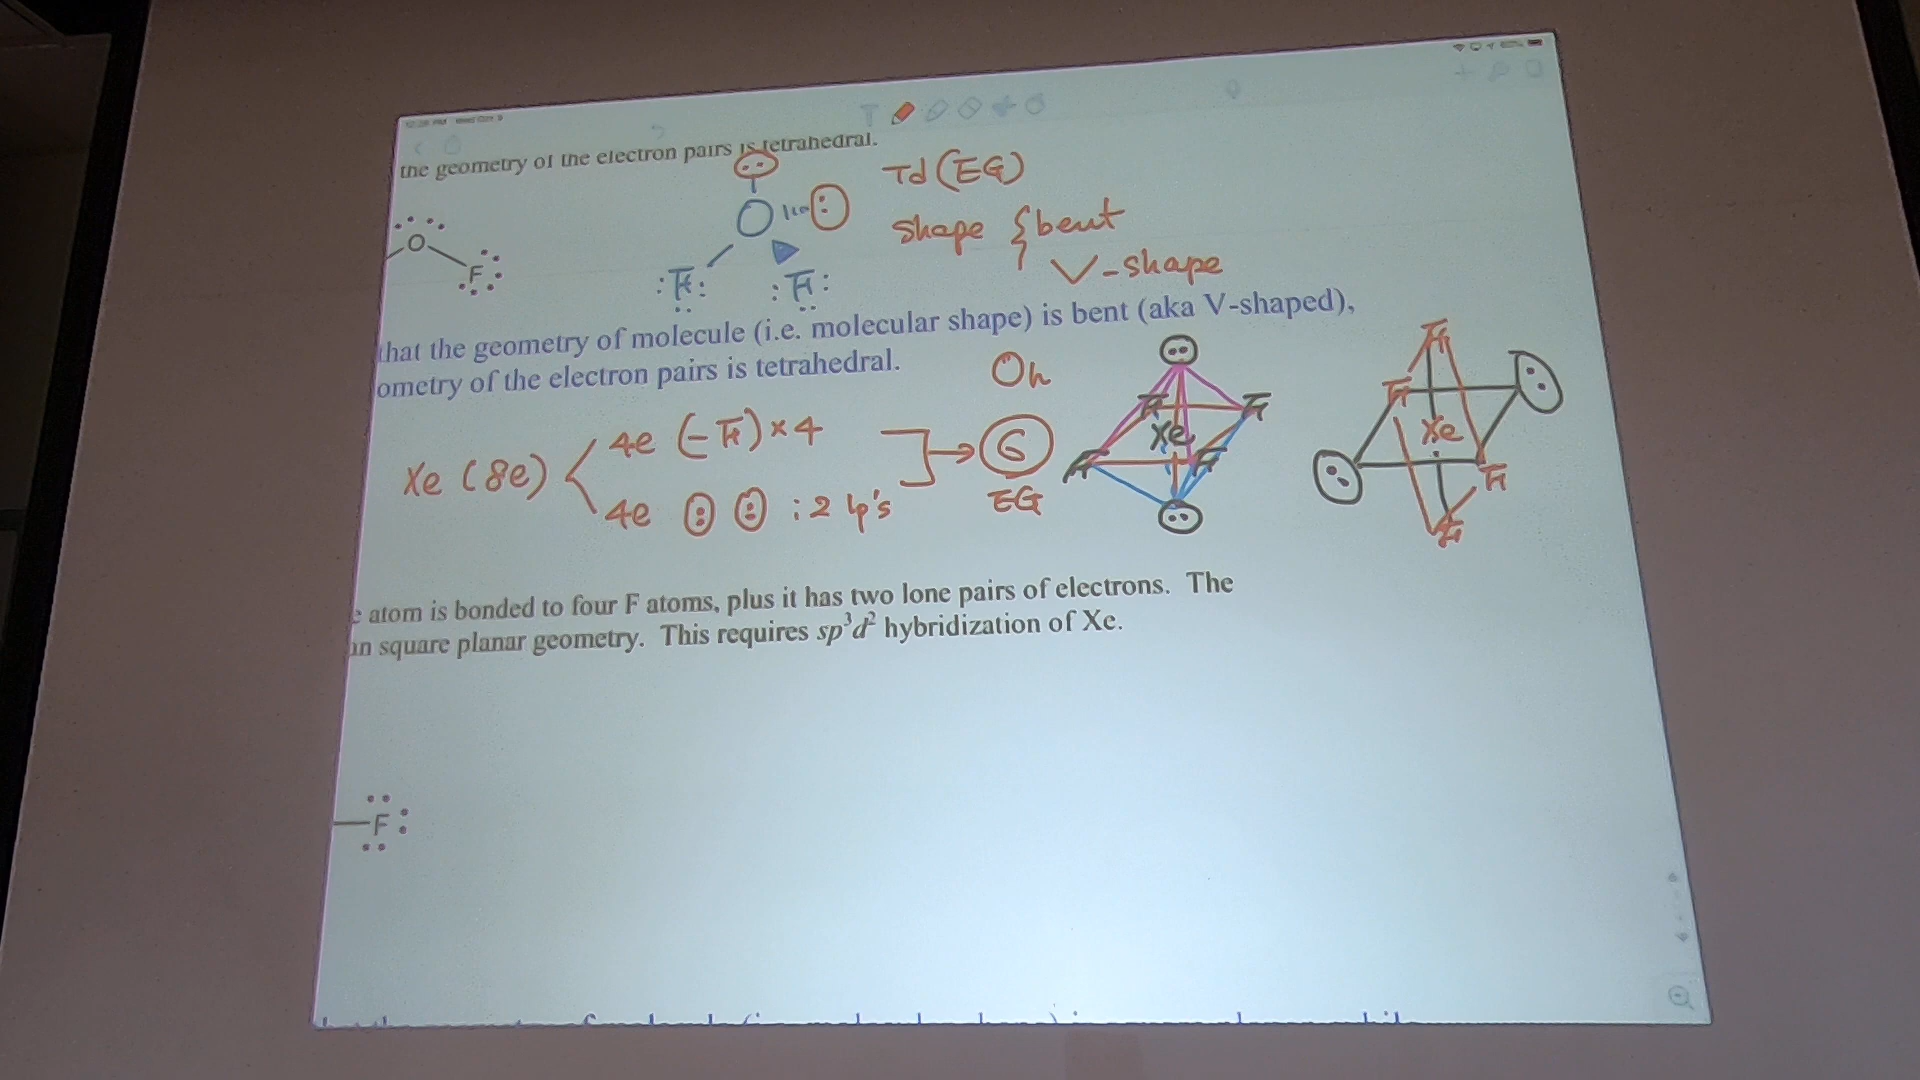 the geometry of the electron pairs is tetrahedral.
Td (EG)
O
F
O
shape { bent
V-shape
:F: :F:
that the geometry of molecule (i.e. molecular shape) is bent (aka V-shaped),
ometry of the electron pairs is tetrahedral.
Oh
Xe (8e)
4e (-F) x 4
4e : 2 lp's
6
EG
F F
Xe
F F
F
F
Xe
F
F
e atom is bonded to four F atoms, plus it has two lone pairs of electrons. The
in square planar geometry. This requires sp³d² hybridization of Xe.
F